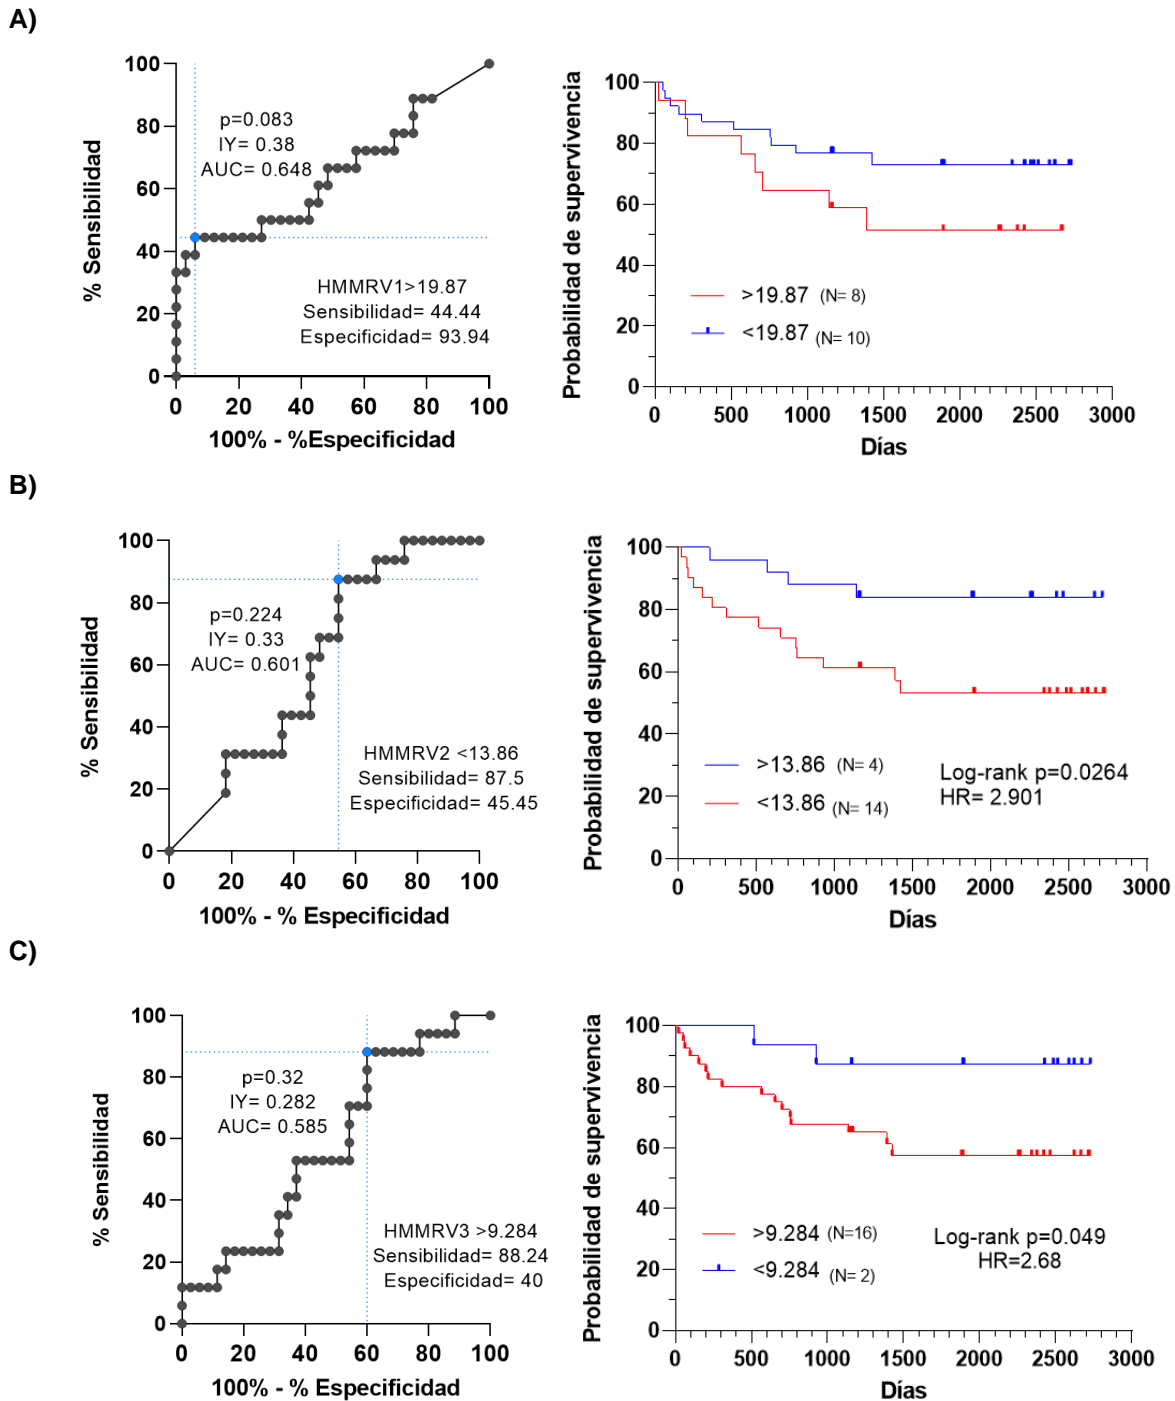 A)
100
80
60
40
20
0
% Sensibilidad
p=0.083
IY= 0.38
AUC= 0.648
HMMRV1>19.87
Sensibilidad= 44.44
Especificidad= 93.94
0 20 40 60 80 100
100% - %Especificidad
100
80
60
40
20
0
Probabilidad de supervivencia
>19.87 (N= 8)
<19.87 (N= 10)
0 500 1000 1500 2000 2500 3000
Días
B)
100
80
60
40
20
0
% Sensibilidad
p=0.224
IY= 0.33
AUC= 0.601
HMMRV2 <13.86
Sensibilidad= 87.5
Especificidad= 45.45
0 20 40 60 80 100
100% - % Especificidad
100
80
60
40
20
0
Probabilidad de supervivencia
>13.86 (N= 4)
<13.86 (N= 14)
Log-rank p=0.0264
HR= 2.901
0 500 1000 1500 2000 2500 3000
Días
C)
100
80
60
40
20
0
% Sensibilidad
p=0.32
IY= 0.282
AUC= 0.585
HMMRV3 >9.284
Sensibilidad= 88.24
Especificidad= 40
0 20 40 60 80 100
100% - % Especificidad
100
80
60
40
20
0
Probabilidad de supervivencia
>9.284 (N=16)
<9.284 (N= 2)
Log-rank p=0.049
HR=2.68
0 500 1000 1500 2000 2500 3000
Días